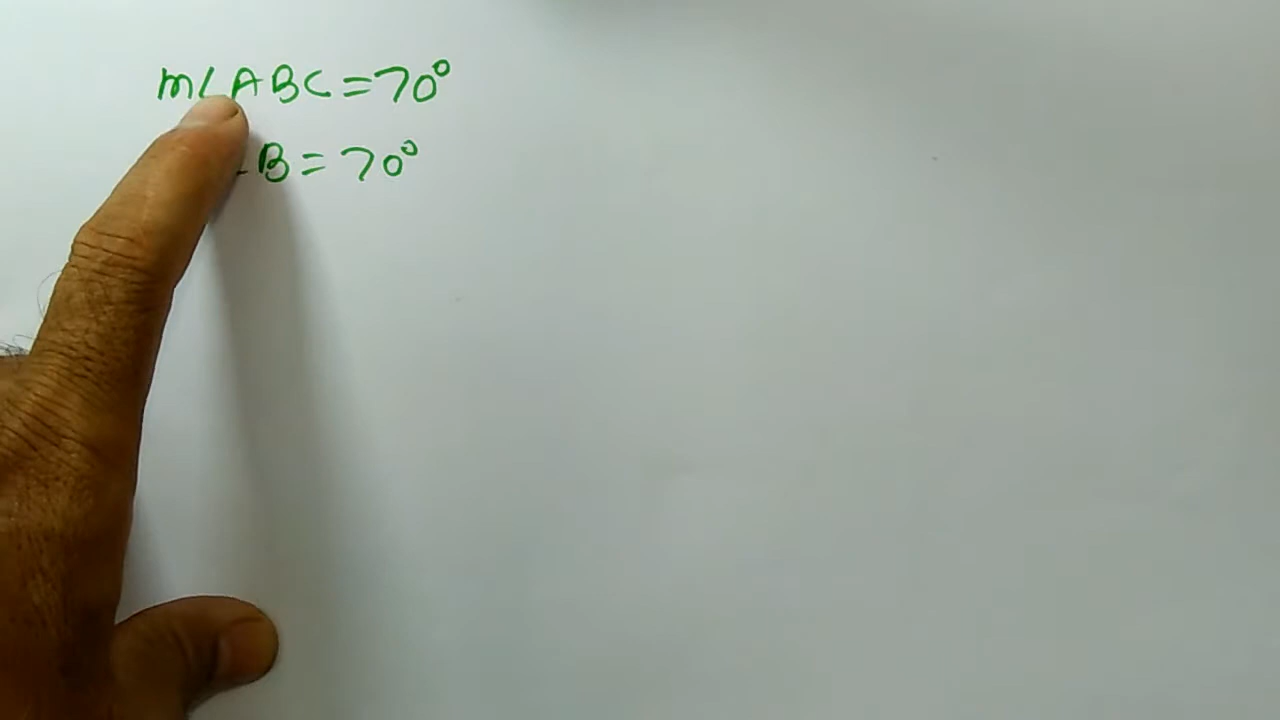 m∠ABC = 70°
∠B = 70°